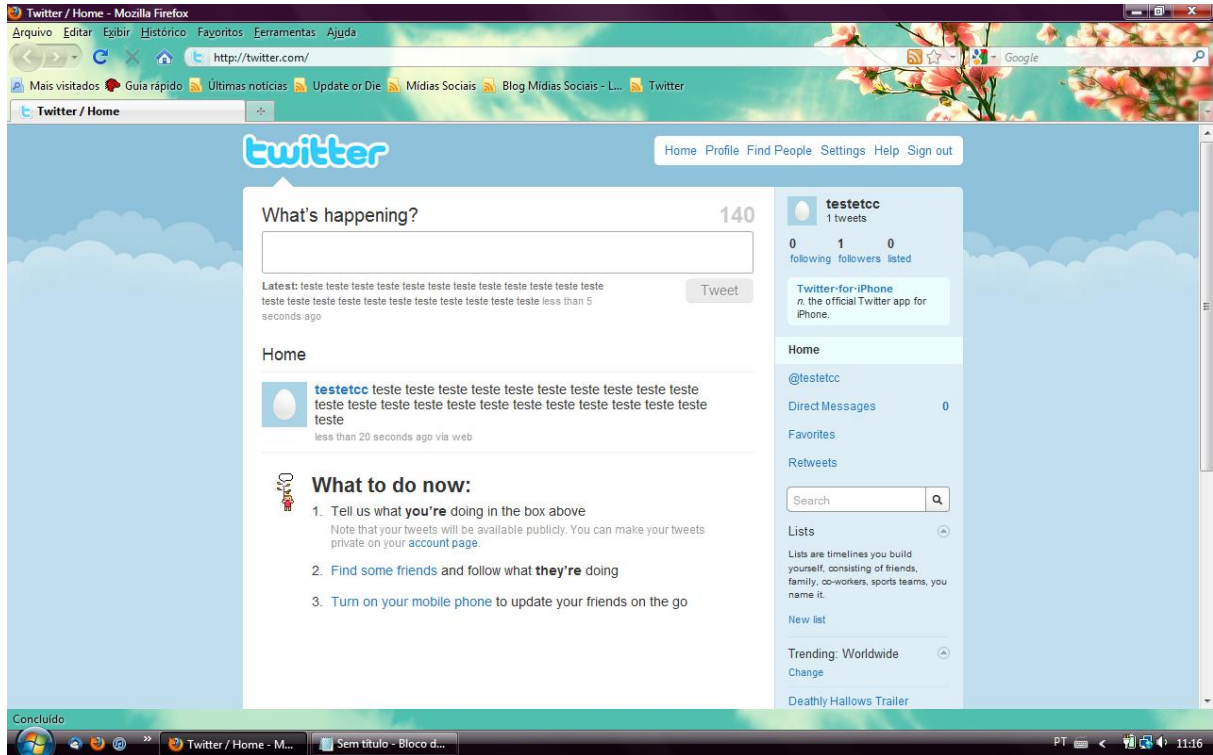 Twitter / Home - Mozilla Firefox
Arquivo Editar Exibir Histórico Favoritos Ferramentas Ajuda
http://twitter.com/
Google
Mais visitados Guia rápido Últimas notícias Update or Die Mídias Sociais Blog Mídias Sociais - L... Twitter
Twitter / Home
twitter
Home Profile Find People Settings Help Sign out
What's happening?
140
Latest: teste teste teste teste teste teste teste teste teste teste teste teste teste
teste teste teste teste teste teste teste teste teste teste teste teste less than 5
seconds ago
Tweet
Home
testetcc teste teste teste teste teste teste teste teste teste teste
teste teste teste teste teste teste teste teste teste teste teste teste
teste
less than 20 seconds ago via web
What to do now:
1. Tell us what you're doing in the box above
Note that your tweets will be available publicly. You can make your tweets
private on your account page.
2. Find some friends and follow what they're doing
3. Turn on your mobile phone to update your friends on the go
testetcc
1 tweets
0 1 0
following followers listed
Twitter·for·iPhone
n. the official Twitter app for
iPhone.
Home
@testetcc
Direct Messages 0
Favorites
Retweets
Search
Lists
Lists are timelines you build
yourself, consisting of friends,
family, co-workers, sports teams, you
name it.
New list
Trending: Worldwide
Change
Deathly Hallows Trailer
Concluído
Twitter / Home - M...
Sem título - Bloco d...
PT
11:16